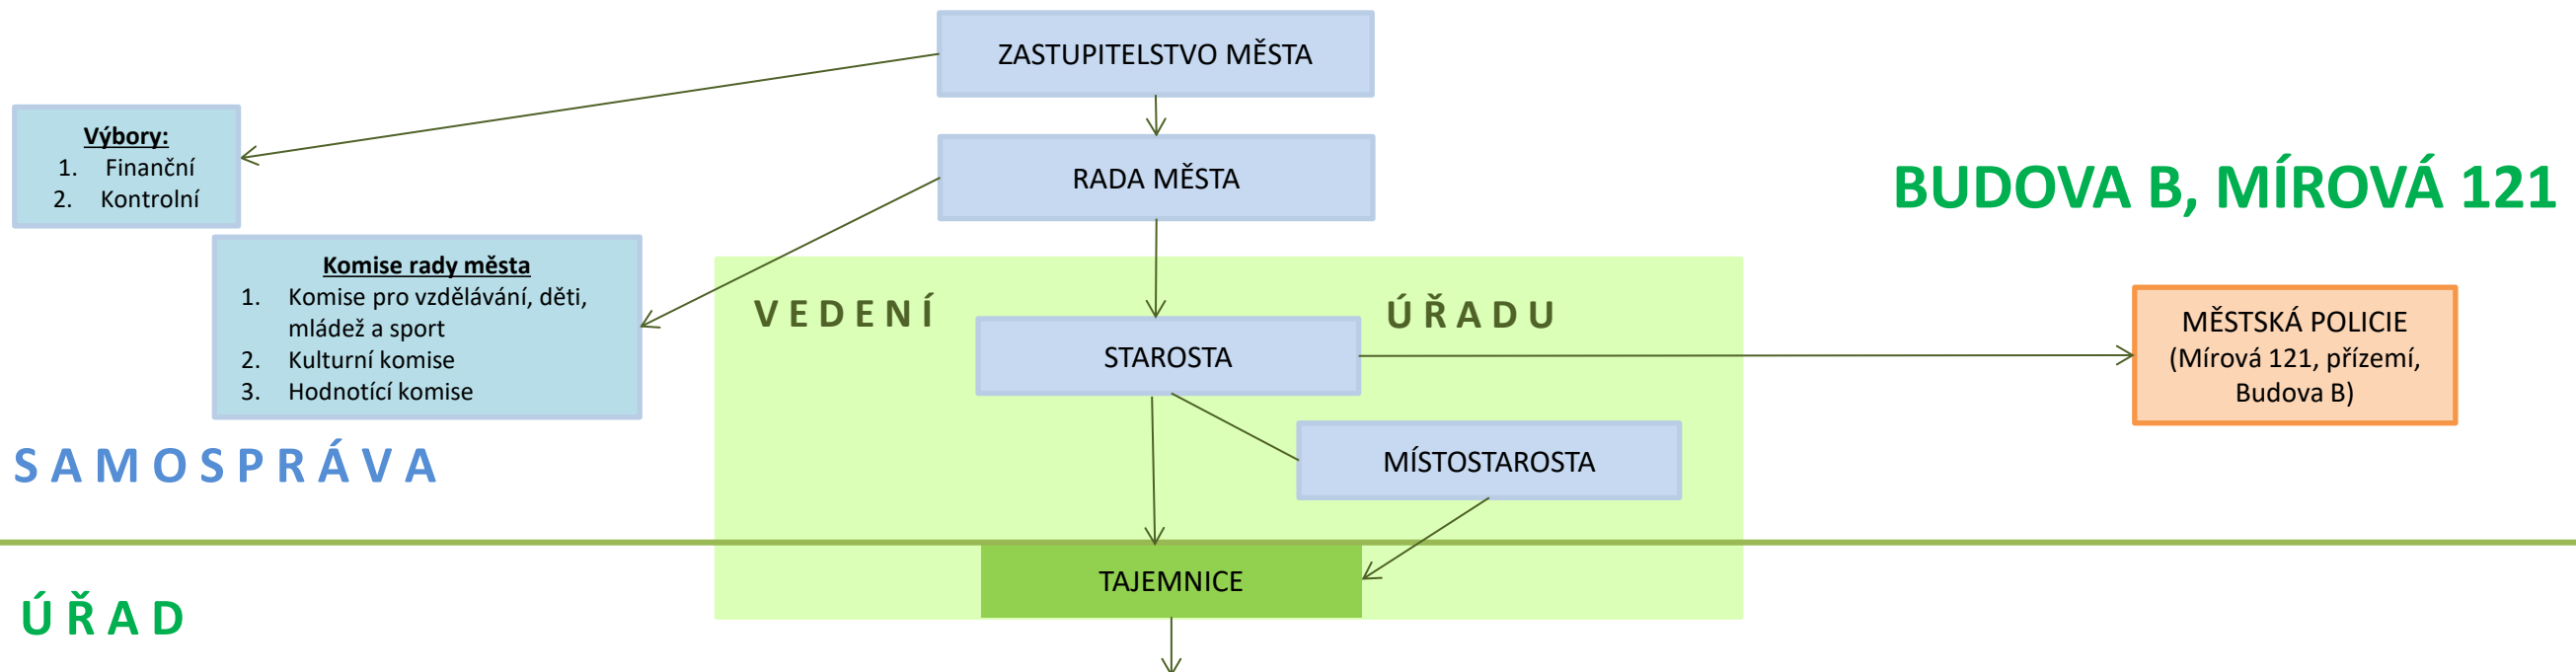 ZASTUPITELSTVO MĚSTA
Výbory:
1. Finanční
2. Kontrolní
RADA MĚSTA
BUDOVA B, MÍROVÁ 121
Komise rady města
1. Komise pro vzdělávání, děti,
mládež a sport
2. Kulturní komise
3. Hodnotící komise
VEDENÍ ÚŘADU
STAROSTA
MĚSTSKÁ POLICIE
(Mírová 121, přízemí,
Budova B)
MÍSTOSTAROSTA
SAMOSPRÁVA
TAJEMNICE
ÚŘAD